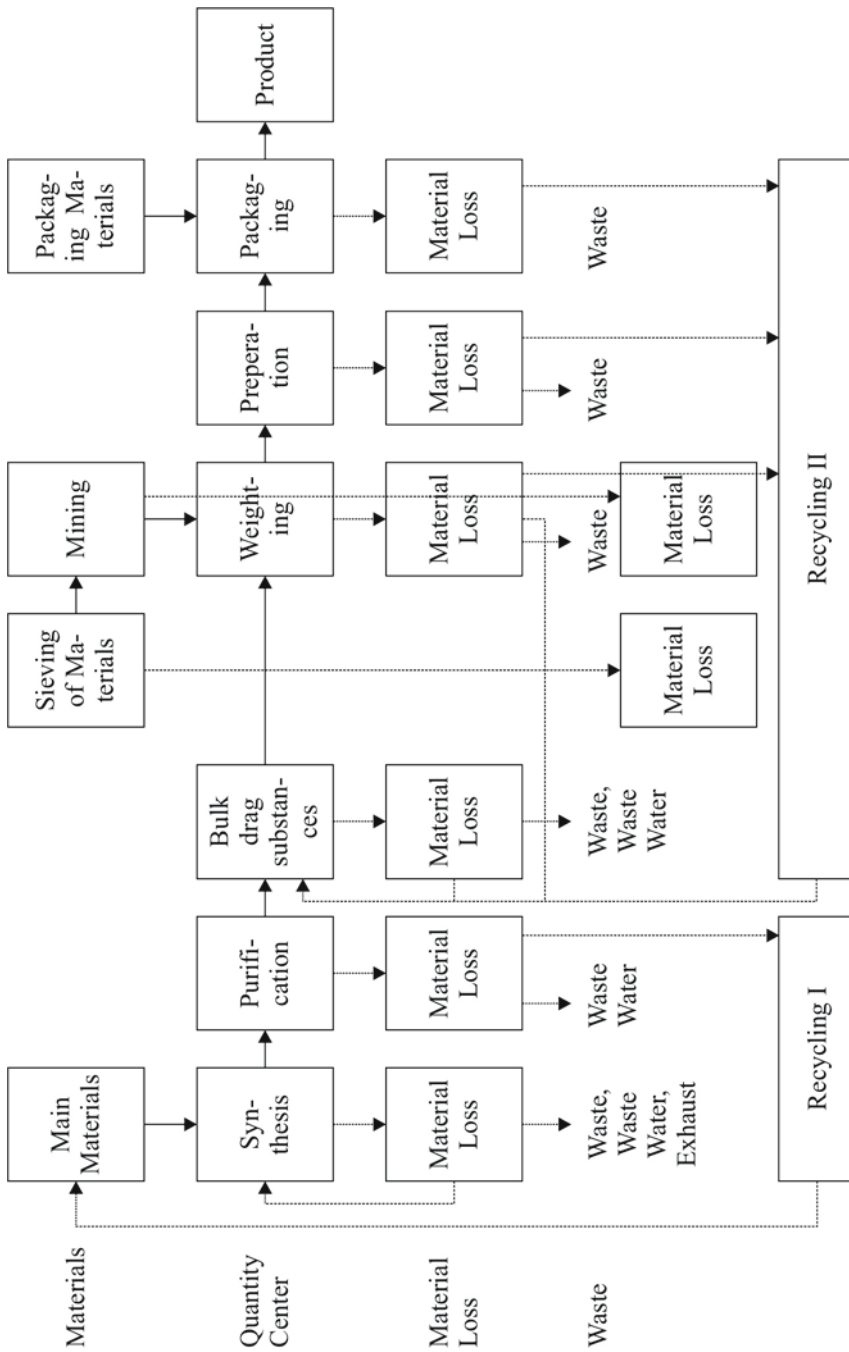 Materials
Main
Materials
Sieving
of Ma-
terials
Mining
Packag-
ing Ma-
terials
Quantity
Center
Syn-
thesis
Purifi-
cation
Bulk
drag
substan-
ces
Weight-
ing
Prepera-
tion
Packag-
ing
Product
Material
Loss
Material
Loss
Material
Loss
Material
Loss
Material
Loss
Material
Loss
Material
Loss
Waste
Waste,
Waste
Water,
Exhaust
Waste
Water
Waste,
Waste
Water
Waste
Waste
Waste
Material
Loss
Material
Loss
Recycling I
Recycling II